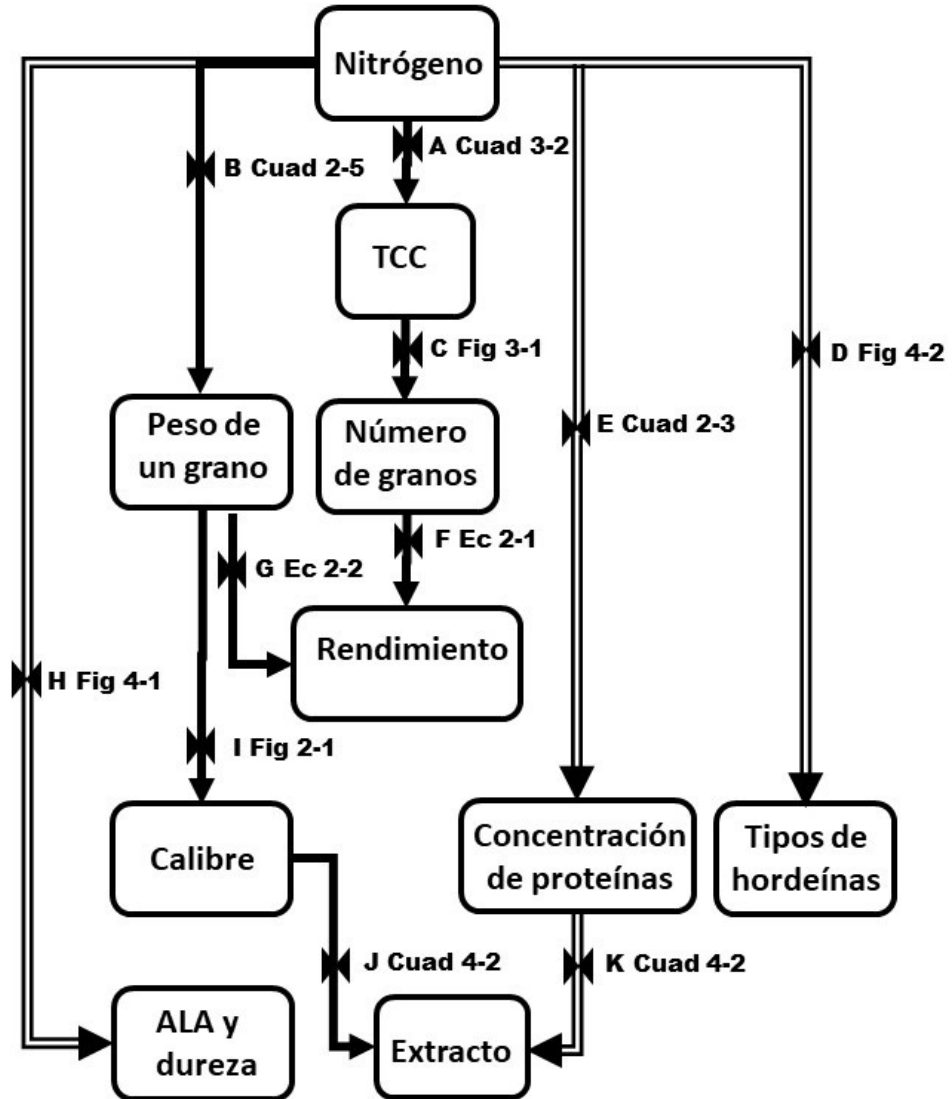 Nitrógeno
A Cuad 3-2
B Cuad 2-5
TCC
C Fig 3-1
D Fig 4-2
Peso de
un grano
Número
de granos
E Cuad 2-3
F Ec 2-1
G Ec 2-2
Rendimiento
H Fig 4-1
I Fig 2-1
Calibre
Concentración
de proteínas
Tipos de
hordeínas
J Cuad 4-2
K Cuad 4-2
ALA y
dureza
Extracto